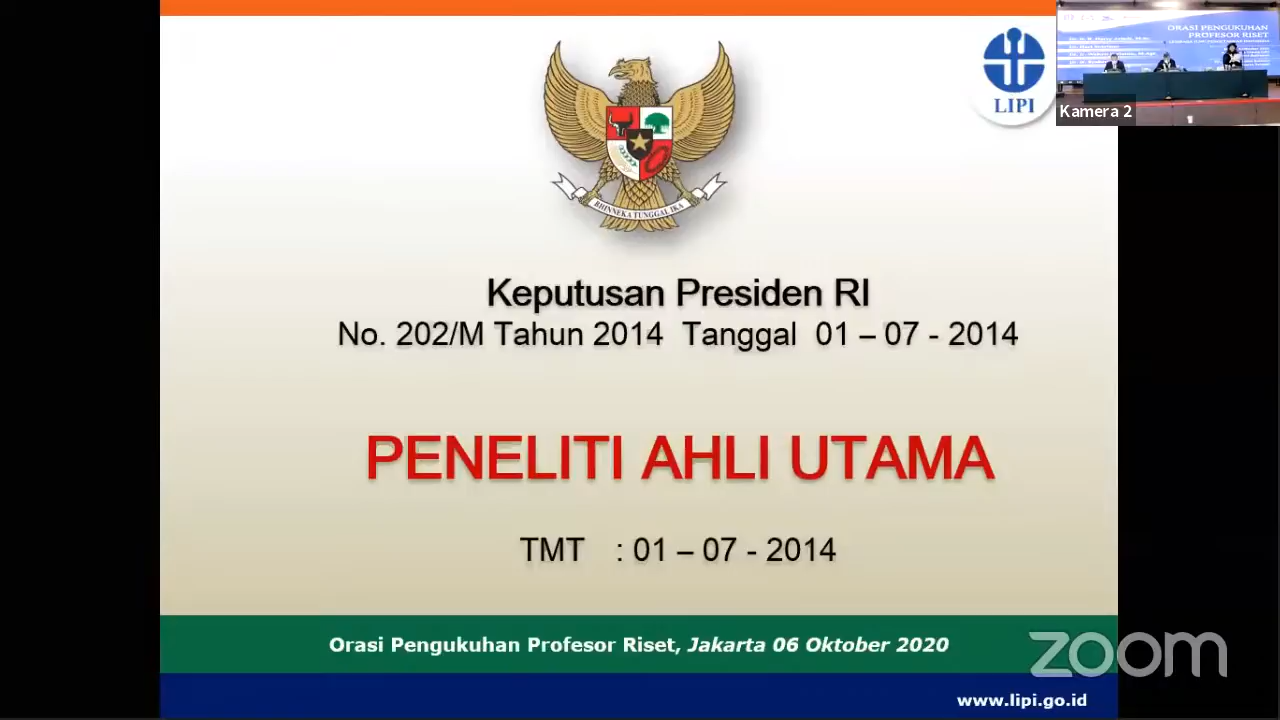 LIPI
ORASI PENGUKUHAN
PROFESOR RISET
Kamera 2
BHINNEKA TUNGGAL IKA
Keputusan Presiden RI
No. 202/M Tahun 2014 Tanggal 01 – 07 - 2014
PENELITI AHLI UTAMA
TMT : 01 – 07 - 2014
Orasi Pengukuhan Profesor Riset, Jakarta 06 Oktober 2020
zoom
www.lipi.go.id